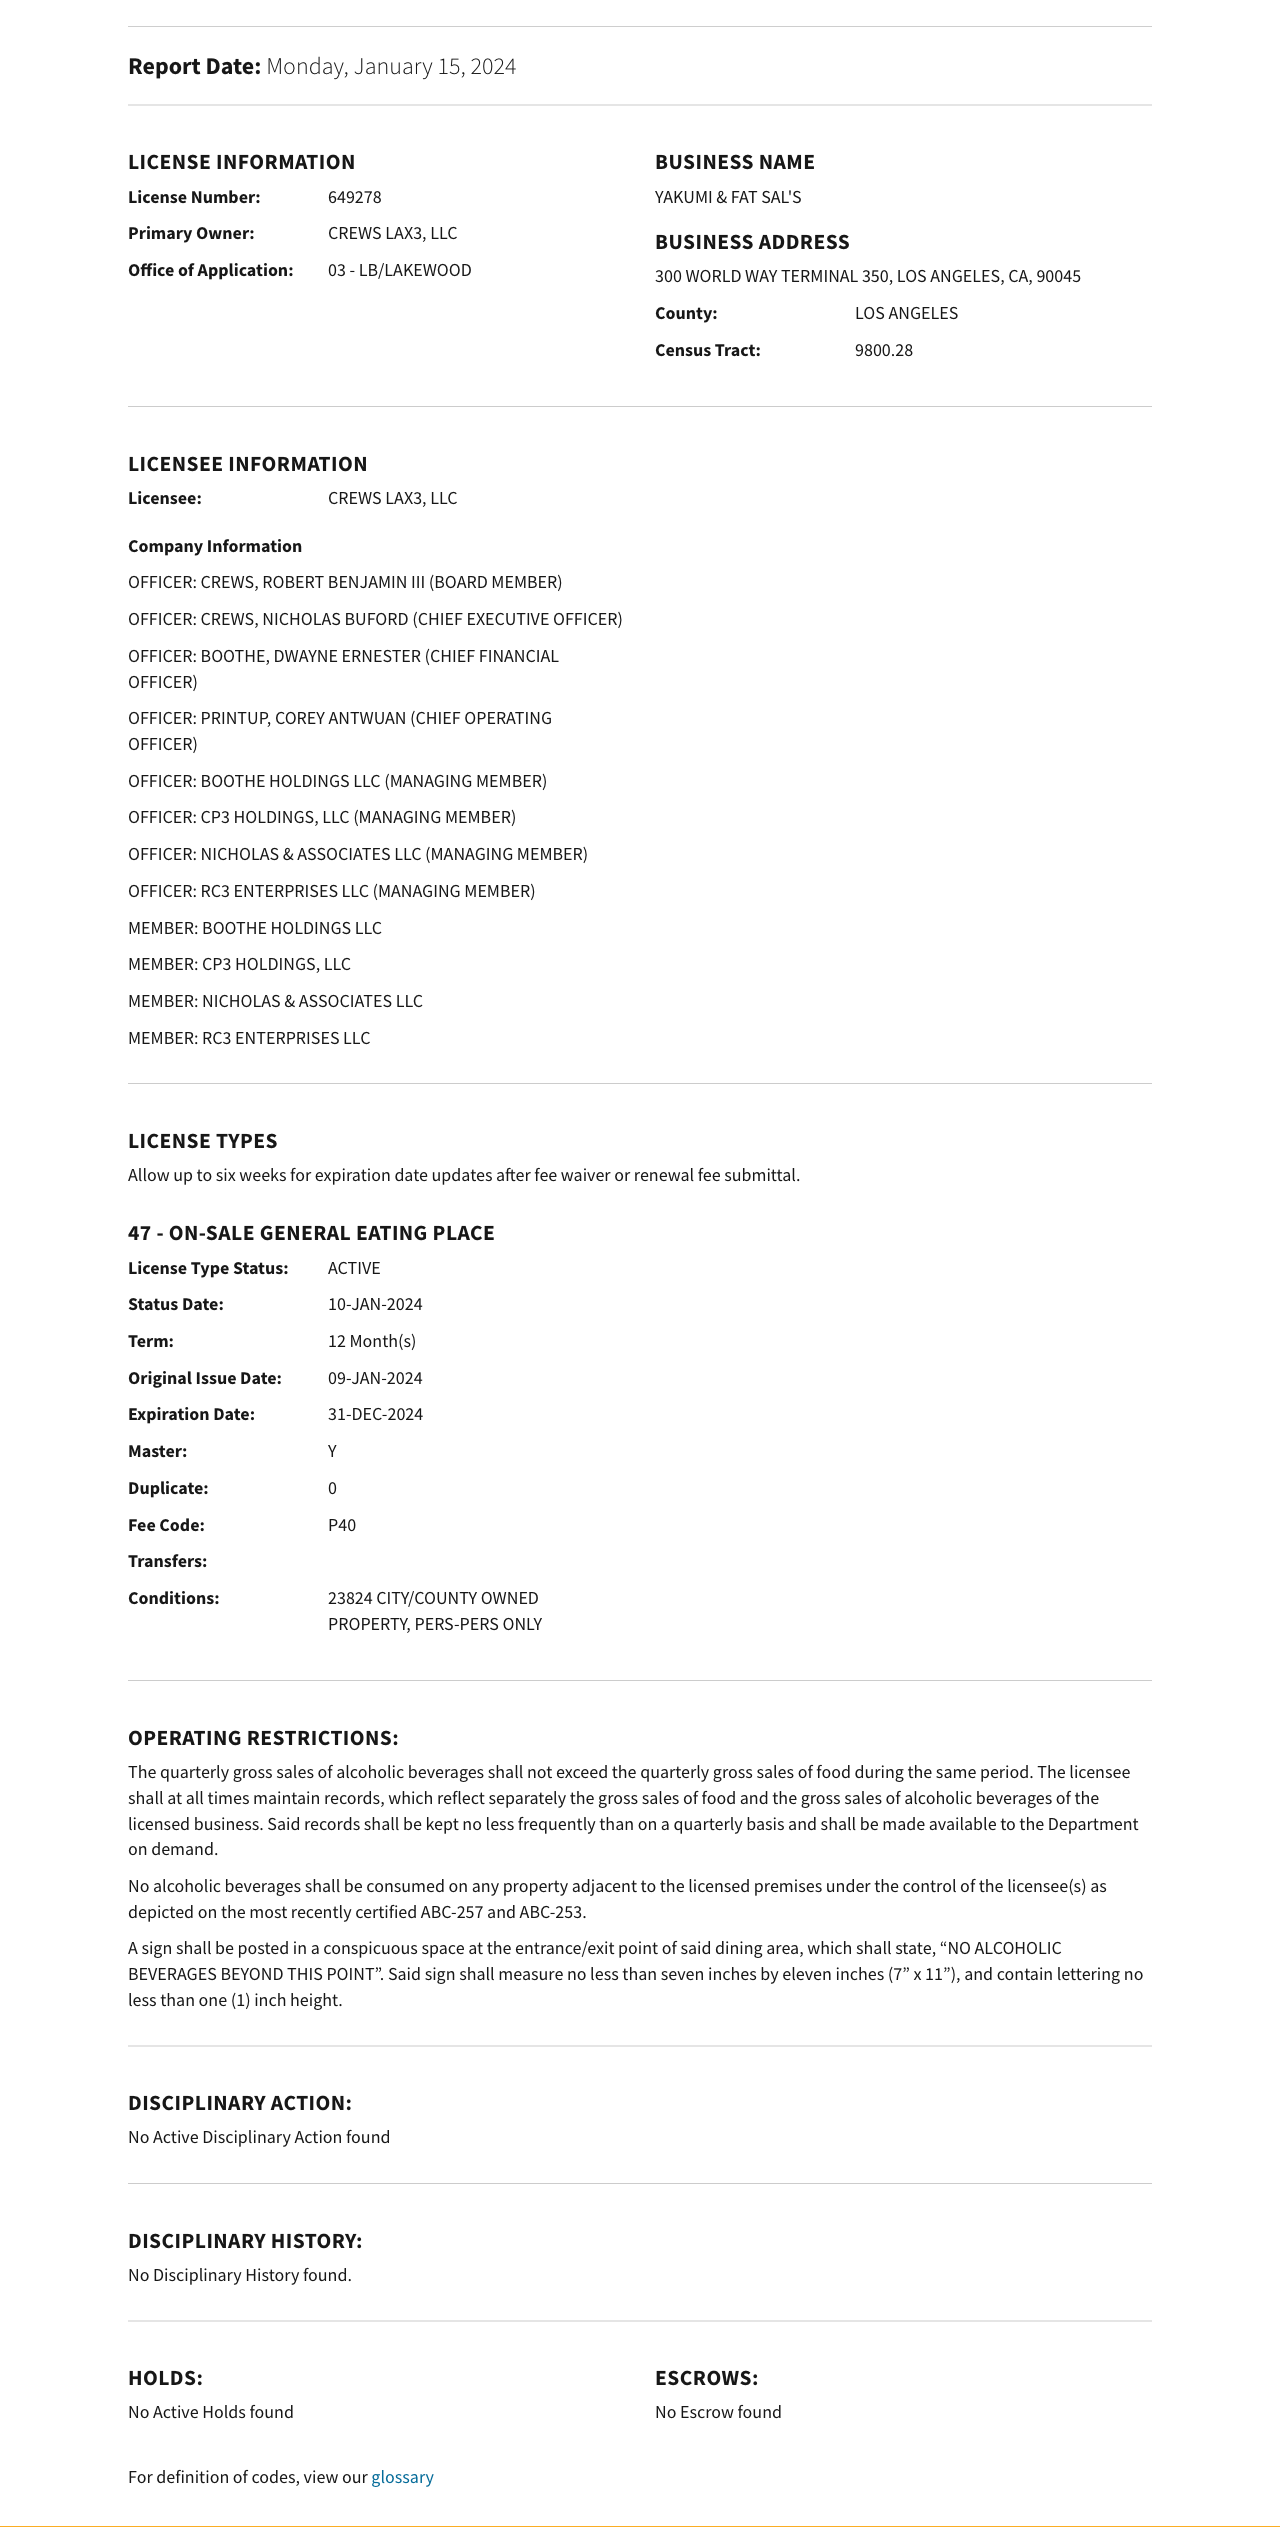 Report Date: Monday, January 15, 2024
LICENSE INFORMATION
License Number: 649278
Primary Owner: CREWS LAX3, LLC
Office of Application: 03 - LB/LAKEWOOD
BUSINESS NAME
YAKUMI & FAT SAL'S
BUSINESS ADDRESS
300 WORLD WAY TERMINAL 350, LOS ANGELES, CA, 90045
County: LOS ANGELES
Census Tract: 9800.28
LICENSEE INFORMATION
Licensee: CREWS LAX3, LLC
Company Information
OFFICER: CREWS, ROBERT BENJAMIN III (BOARD MEMBER)
OFFICER: CREWS, NICHOLAS BUFORD (CHIEF EXECUTIVE OFFICER)
OFFICER: BOOTHE, DWAYNE ERNESTER (CHIEF FINANCIAL
OFFICER)
OFFICER: PRINTUP, COREY ANTWUAN (CHIEF OPERATING
OFFICER)
OFFICER: BOOTHE HOLDINGS LLC (MANAGING MEMBER)
OFFICER: CP3 HOLDINGS, LLC (MANAGING MEMBER)
OFFICER: NICHOLAS & ASSOCIATES LLC (MANAGING MEMBER)
OFFICER: RC3 ENTERPRISES LLC (MANAGING MEMBER)
MEMBER: BOOTHE HOLDINGS LLC
MEMBER: CP3 HOLDINGS, LLC
MEMBER: NICHOLAS & ASSOCIATES LLC
MEMBER: RC3 ENTERPRISES LLC
LICENSE TYPES
Allow up to six weeks for expiration date updates after fee waiver or renewal fee submittal.
47 - ON-SALE GENERAL EATING PLACE
License Type Status: ACTIVE
Status Date: 10-JAN-2024
Term: 12 Month(s)
Original Issue Date: 09-JAN-2024
Expiration Date: 31-DEC-2024
Master: Y
Duplicate: 0
Fee Code: P40
Transfers:
Conditions: 23824 CITY/COUNTY OWNED
PROPERTY, PERS-PERS ONLY
OPERATING RESTRICTIONS:
The quarterly gross sales of alcoholic beverages shall not exceed the quarterly gross sales of food during the same period. The licensee
shall at all times maintain records, which reflect separately the gross sales of food and the gross sales of alcoholic beverages of the
licensed business. Said records shall be kept no less frequently than on a quarterly basis and shall be made available to the Department
on demand.
No alcoholic beverages shall be consumed on any property adjacent to the licensed premises under the control of the licensee(s) as
depicted on the most recently certified ABC-257 and ABC-253.
A sign shall be posted in a conspicuous space at the entrance/exit point of said dining area, which shall state, “NO ALCOHOLIC
BEVERAGES BEYOND THIS POINT”. Said sign shall measure no less than seven inches by eleven inches (7” x 11”), and contain lettering no
less than one (1) inch height.
DISCIPLINARY ACTION:
No Active Disciplinary Action found
DISCIPLINARY HISTORY:
No Disciplinary History found.
HOLDS:
No Active Holds found
ESCROWS:
No Escrow found
For definition of codes, view our glossary